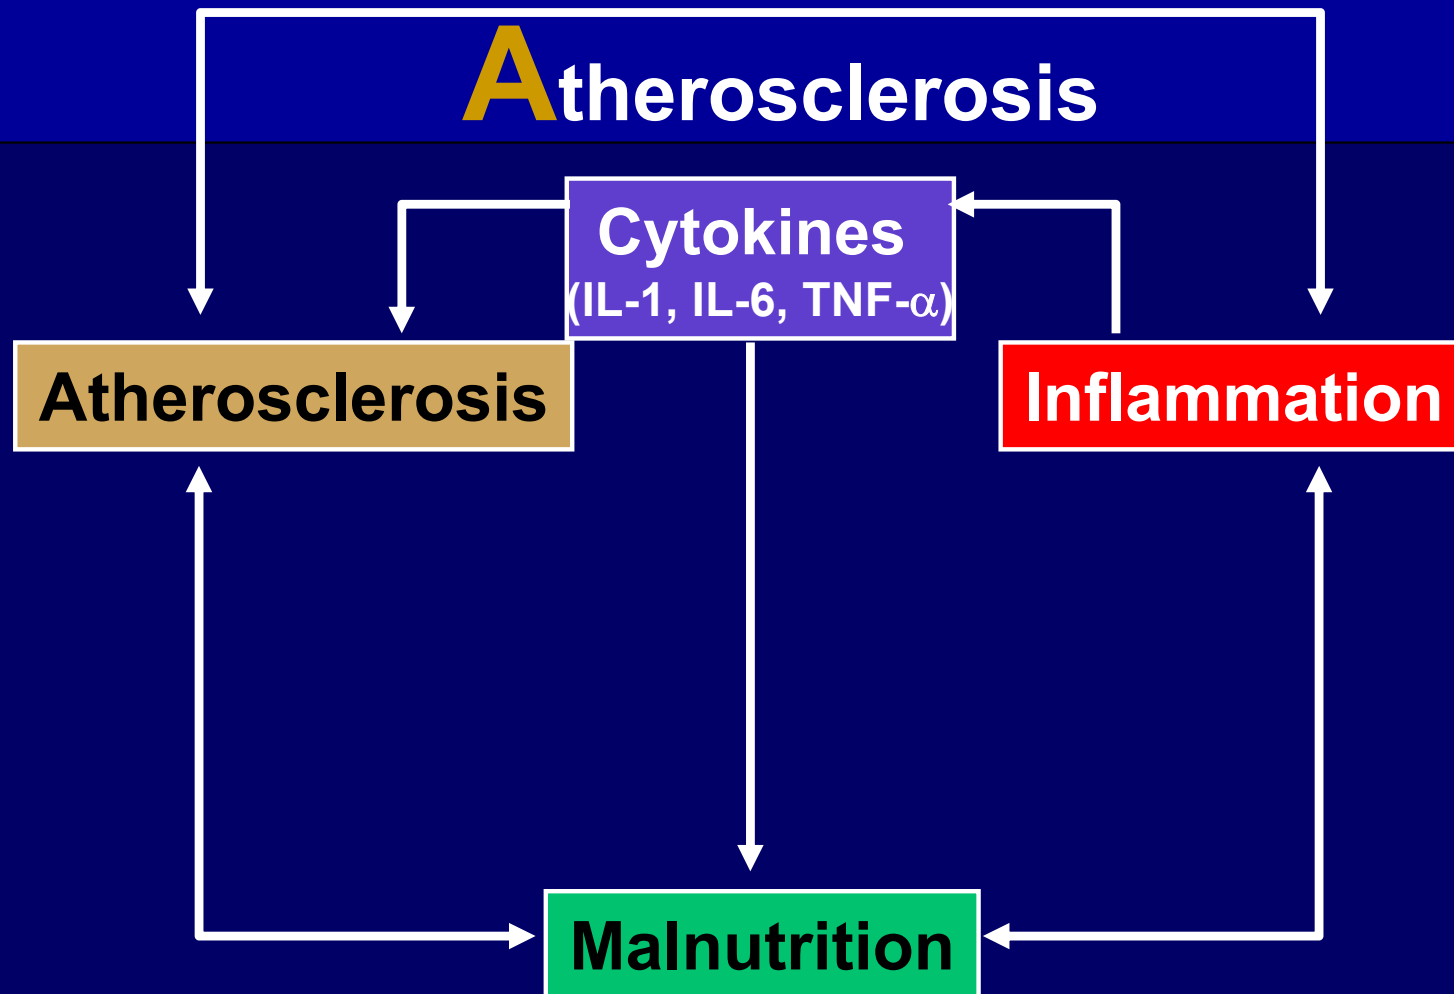 Atherosclerosis
Cytokines
(IL-1, IL-6, TNF-α)
Atherosclerosis
Inflammation
Malnutrition